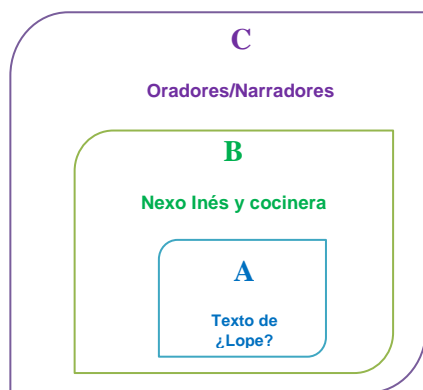 C
Oradores/Narradores
B
Nexo Inés y cocinera
A
Texto de
¿Lope?